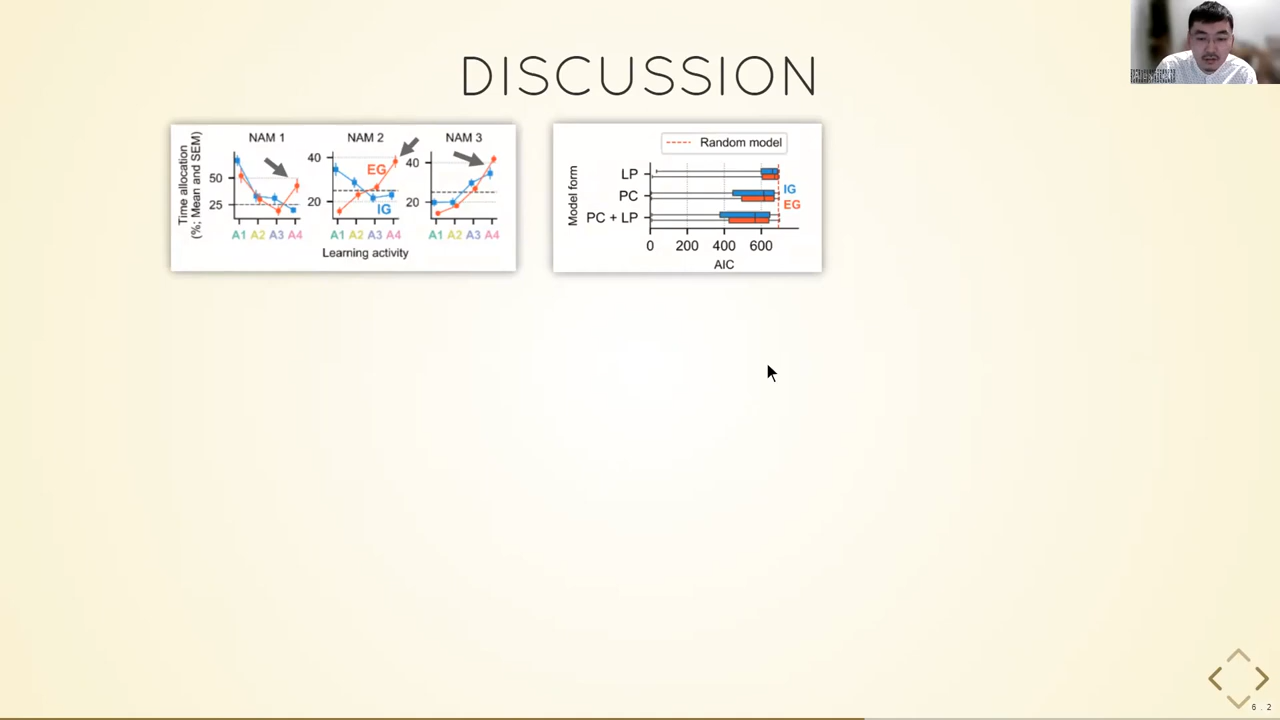 DISCUSSION
Time allocation
(%; Mean and SEM)
NAM 1
NAM 2
NAM 3
50
25
40
20
40
20
EG
IG
A1 A2 A3 A4
A1 A2 A3 A4
A1 A2 A3 A4
Learning activity
Random model
Model form
LP
PC
PC + LP
IG
EG
0 200 400 600
AIC
6.2